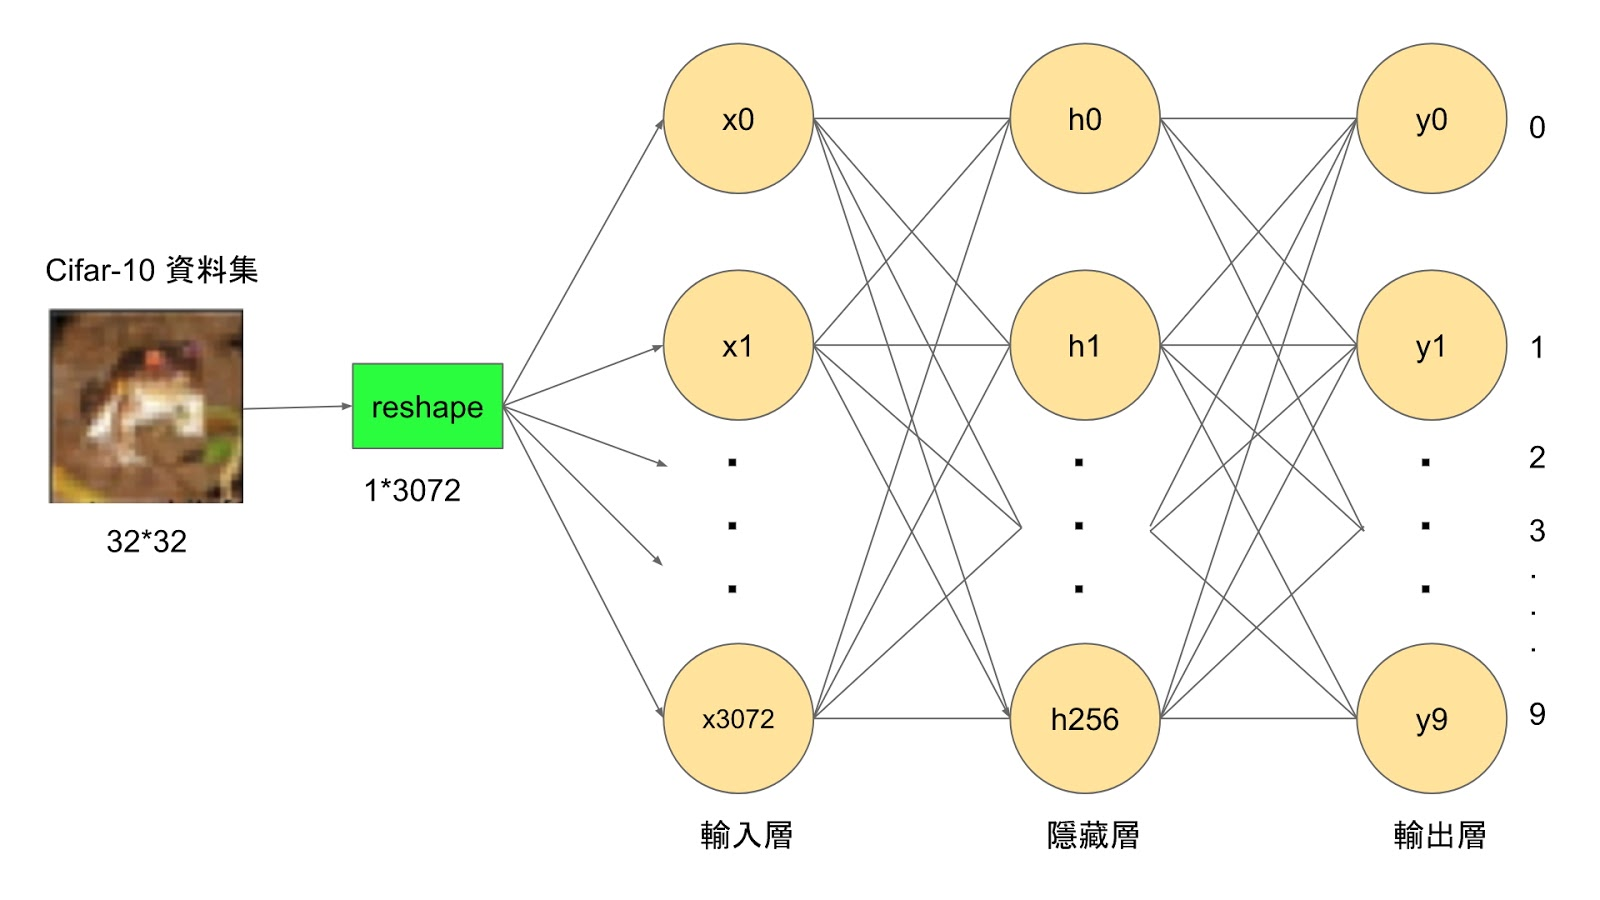 Cifar-10 資料集
32*32
reshape
1*3072
x0
x1
x3072
輸入層
h0
h1
h256
隱藏層
y0
y1
y9
輸出層
0
1
2
3
.
.
.
9